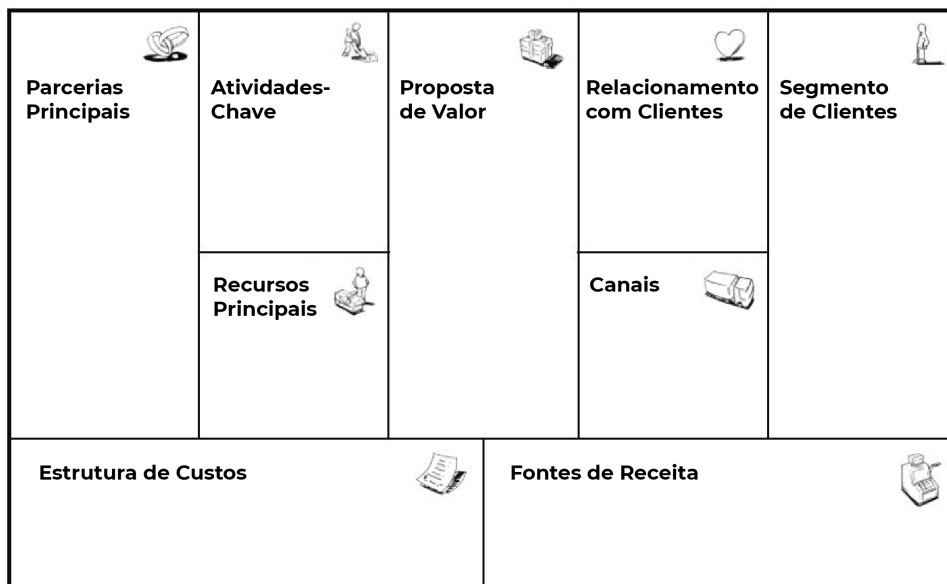 Parcerias
Principais
Atividades-
Chave
Proposta
de Valor
Relacionamento
com Clientes
Segmento
de Clientes
Recursos
Principais
Canais
Estrutura de Custos
Fontes de Receita